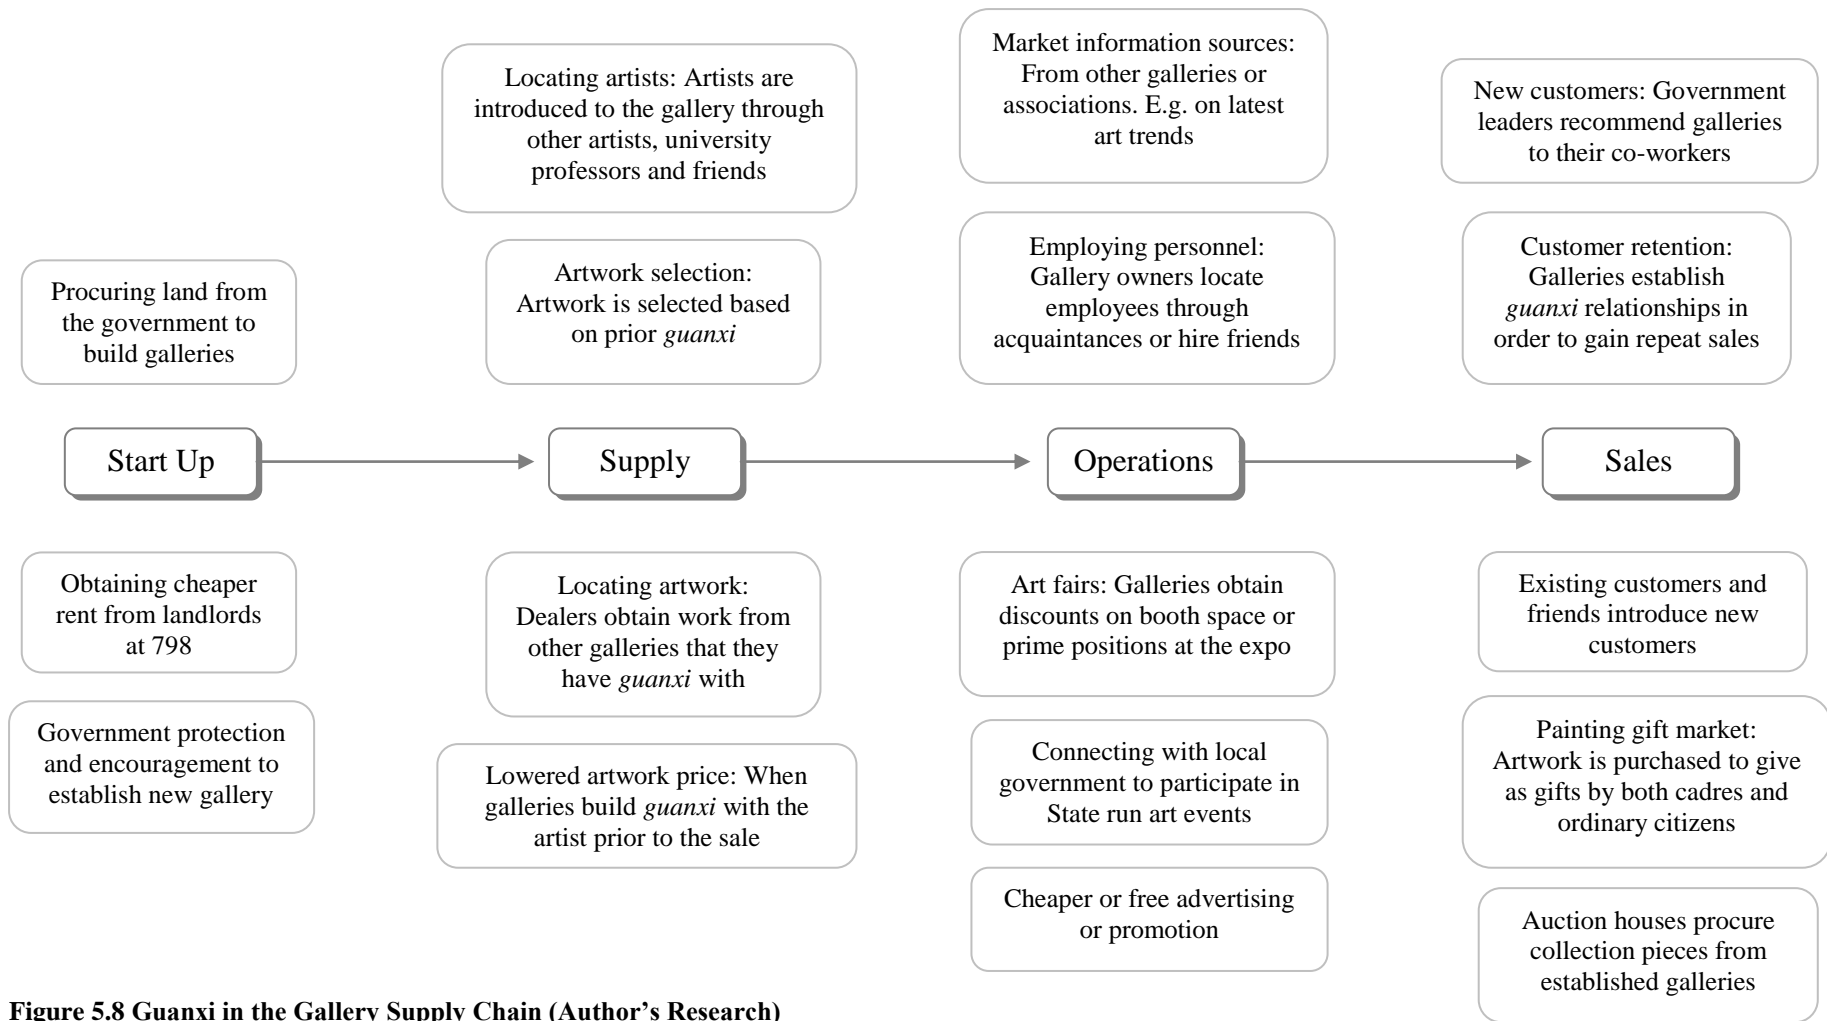 Procuring land from
the government to
build galleries
Locating artists: Artists are
introduced to the gallery through
other artists, university
professors and friends
Artwork selection:
Artwork is selected based
on prior guanxi
Market information sources:
From other galleries or
associations. E.g. on latest
art trends
Employing personnel:
Gallery owners locate
employees through
acquaintances or hire friends
New customers: Government
leaders recommend galleries
to their co-workers
Customer retention:
Galleries establish
guanxi relationships in
order to gain repeat sales
Start Up
Supply
Operations
Sales
Obtaining cheaper
rent from landlords
at 798
Government protection
and encouragement to
establish new gallery
Locating artwork:
Dealers obtain work from
other galleries that they
have guanxi with
Lowered artwork price: When
galleries build guanxi with the
artist prior to the sale
Art fairs: Galleries obtain
discounts on booth space or
prime positions at the expo
Connecting with local
government to participate in
State run art events
Cheaper or free advertising
or promotion
Existing customers and
friends introduce new
customers
Painting gift market:
Artwork is purchased to give
as gifts by both cadres and
ordinary citizens
Auction houses procure
collection pieces from
established galleries
Figure 5.8 Guanxi in the Gallery Supply Chain (Author's Research)